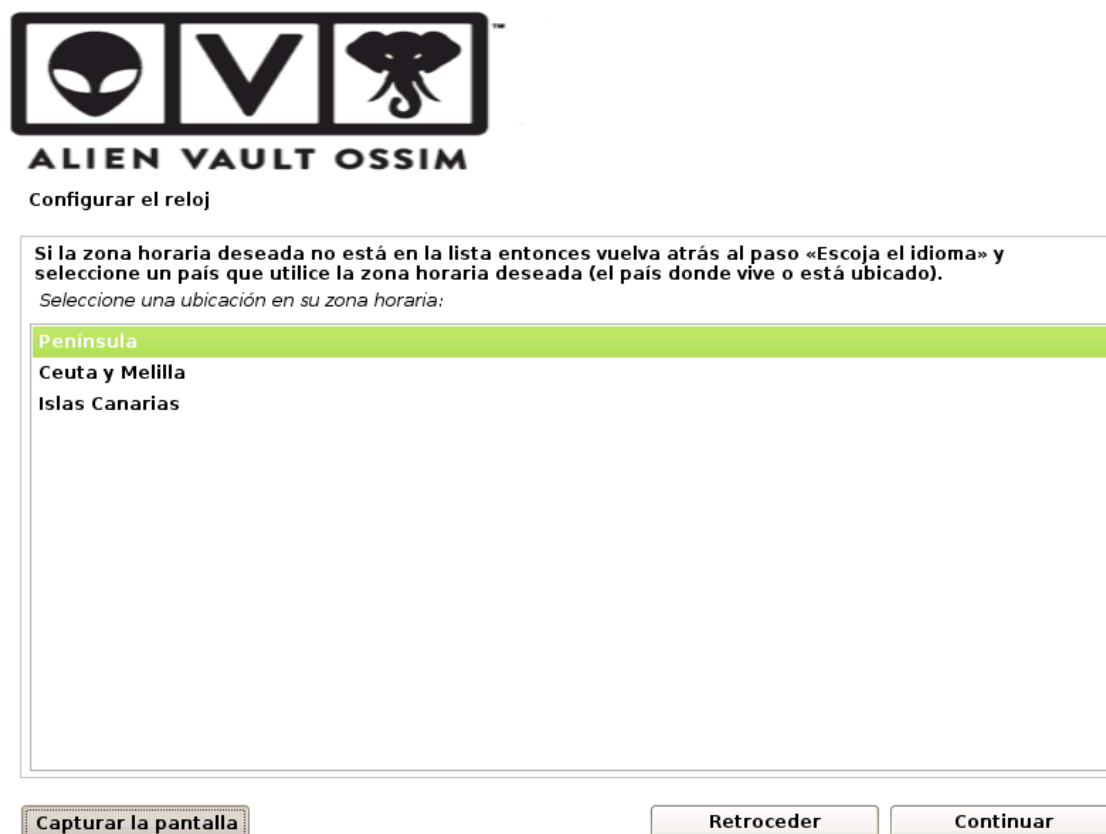 V
™
ALIEN VAULT OSSIM
Configurar el reloj
Si la zona horaria deseada no está en la lista entonces vuelva atrás al paso «Escoja el idioma» y
seleccione un país que utilice la zona horaria deseada (el país donde vive o está ubicado).
Seleccione una ubicación en su zona horaria:
Península
Ceuta y Melilla
Islas Canarias
Capturar la pantalla
Retroceder
Continuar